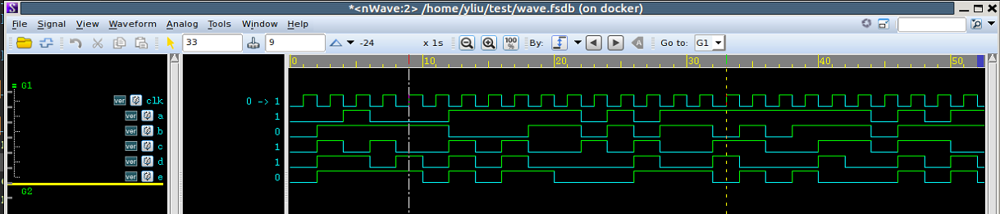 *<nWave:2> /home/yliu/test/wave.fsdb (on docker)
File Signal View Waveform Analog Tools Window Help
33 9 -24 x 1s 100 % By: Go to: G1
0 10 20 30 40 50
= G1
ver clk 0 -> 1
ver a 1
ver b 0
ver c 1
ver d 1
ver e 0
G2